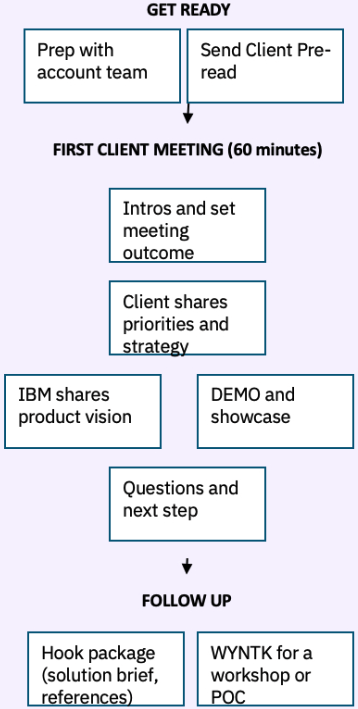 GET READY
Prep with
account team
Send Client Pre-
read
FIRST CLIENT MEETING (60 minutes)
Intros and set
meeting
outcome
Client shares
priorities and
strategy
IBM shares
product vision
DEMO and
showcase
Questions and
next step
FOLLOW UP
Hook package
(solution brief,
references)
WYNTK for a
workshop or
POC